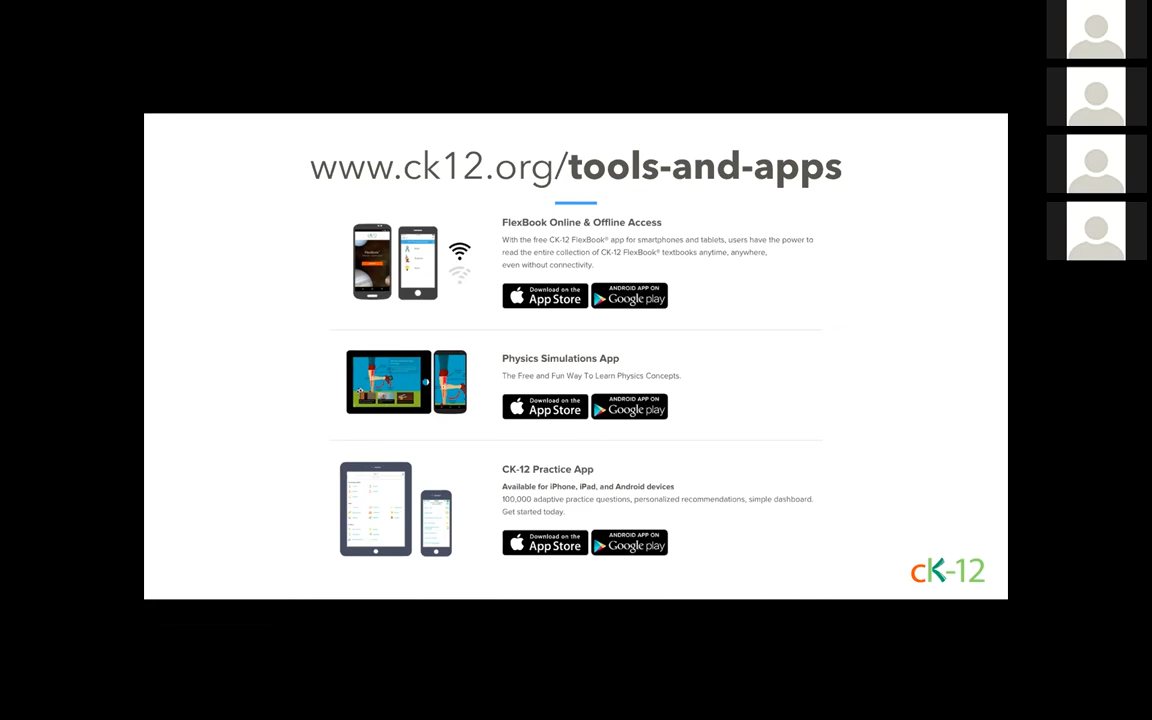 www.ck12.org/tools-and-apps
FlexBook Online & Offline Access
With the free CK-12 FlexBook® app for smartphones and tablets, users have the power to
read the entire collection of CK-12 FlexBook® textbooks anytime, anywhere,
even without connectivity.
Download on the
App Store
ANDROID APP ON
Google play
Physics Simulations App
The Free and Fun Way To Learn Physics Concepts.
Download on the
App Store
ANDROID APP ON
Google play
CK-12 Practice App
Available for iPhone, iPad, and Android devices
100,000 adaptive practice questions, personalized recommendations, simple dashboard.
Get started today.
Download on the
App Store
ANDROID APP ON
Google play
cK-12